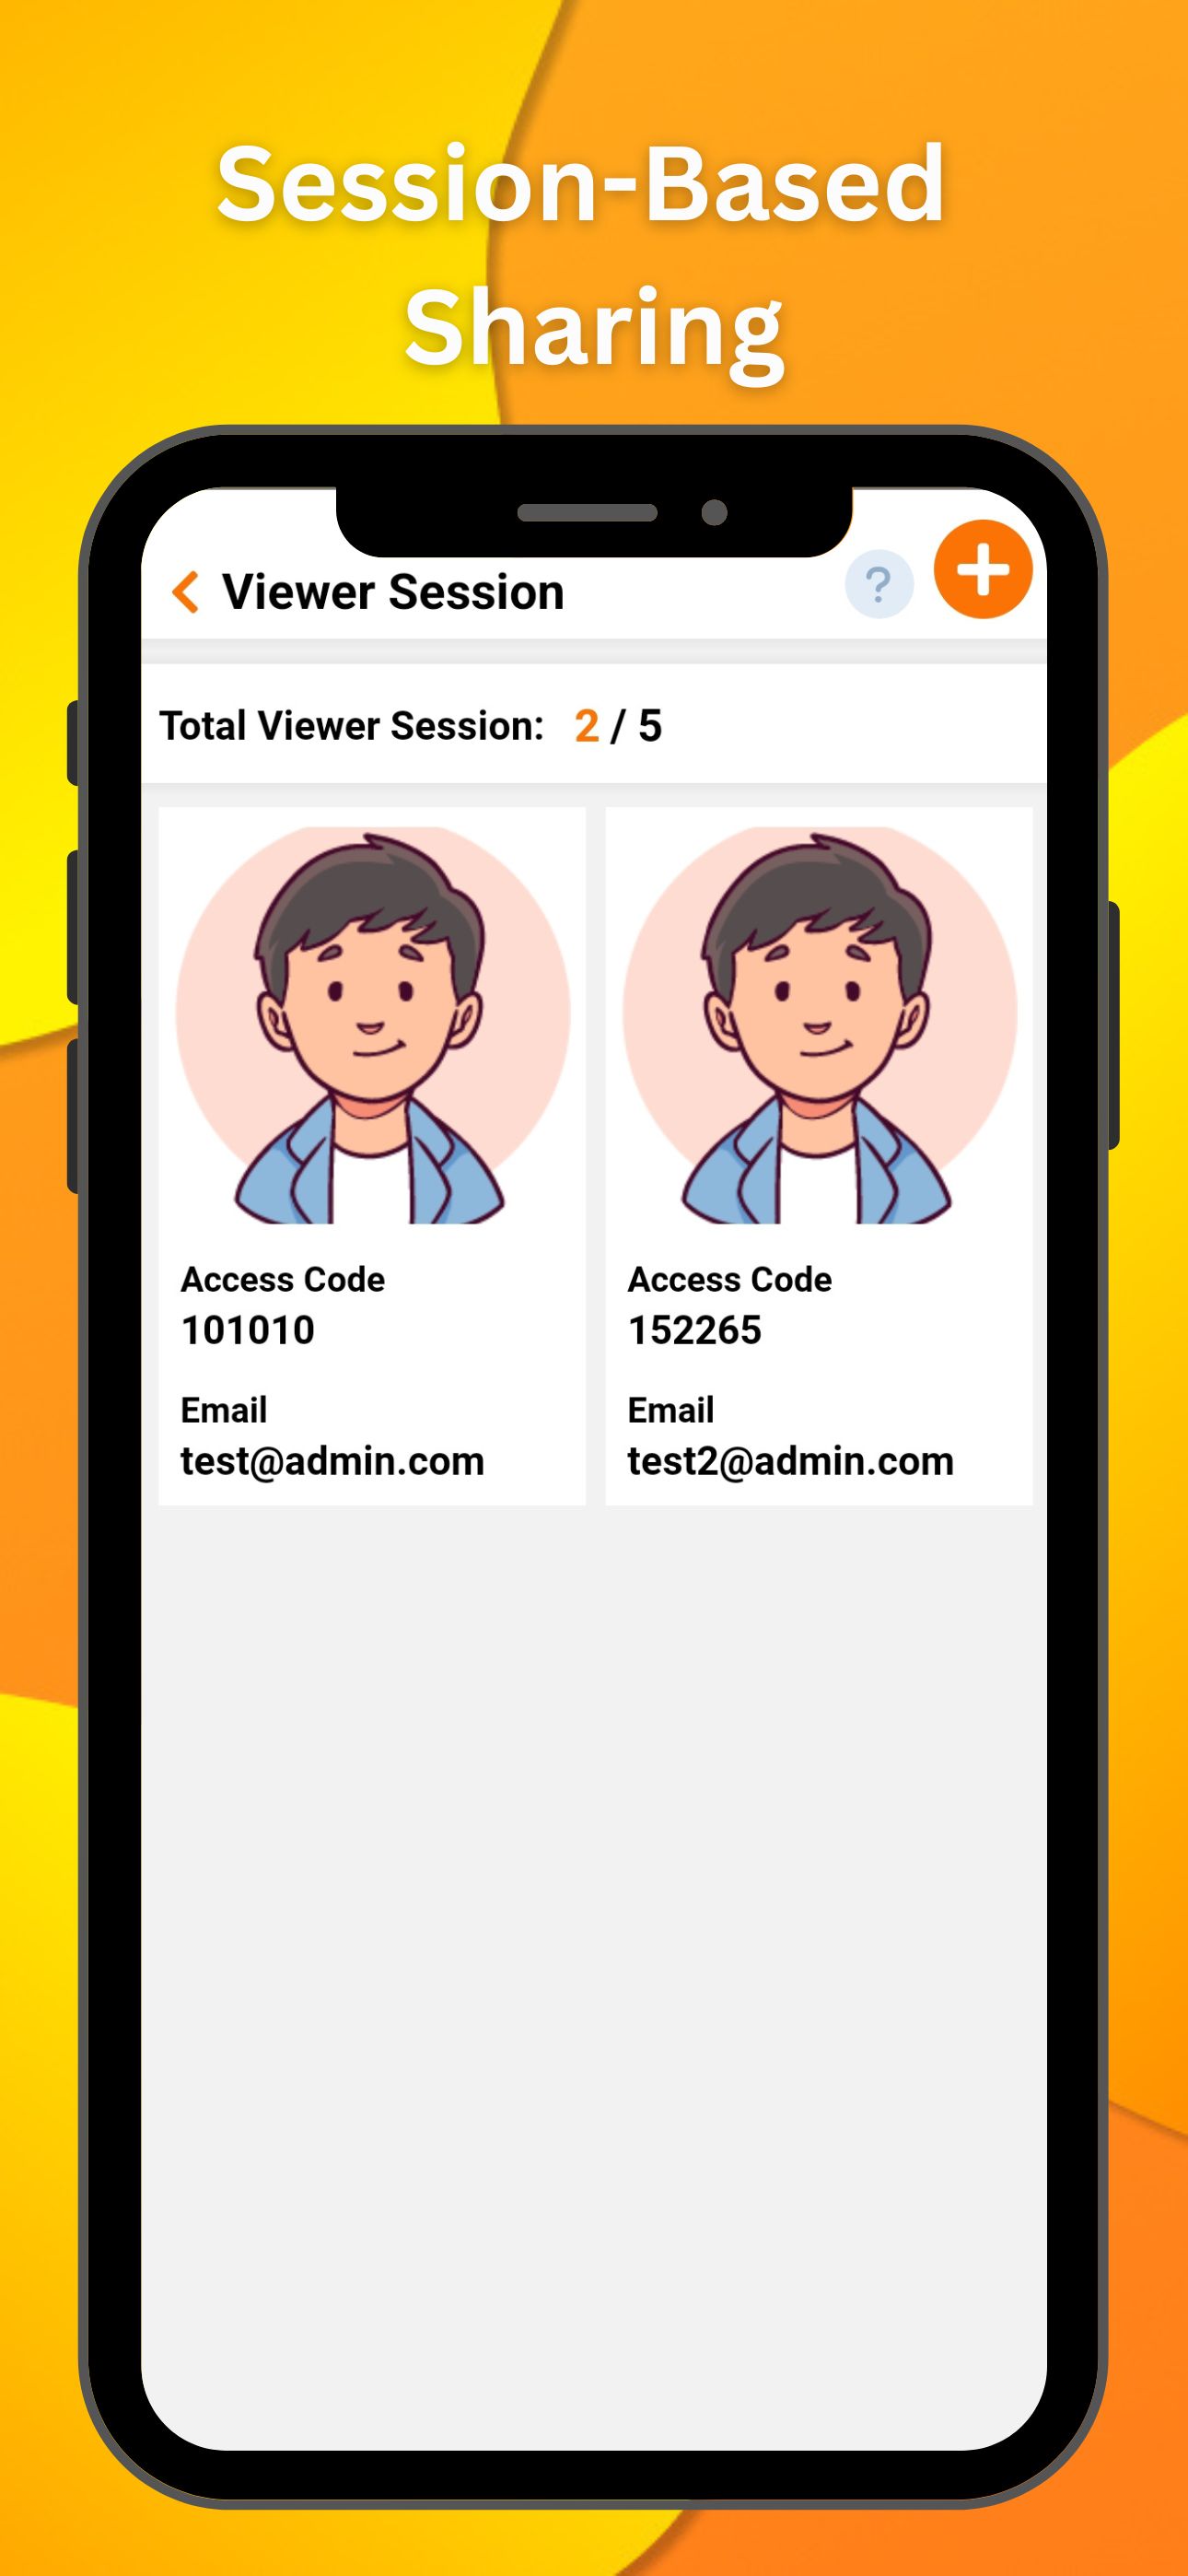 Session-Based
Sharing
Viewer Session
?
Total Viewer Session: 2 / 5
Access Code
101010
Email
test@admin.com
Access Code
152265
Email
test2@admin.com